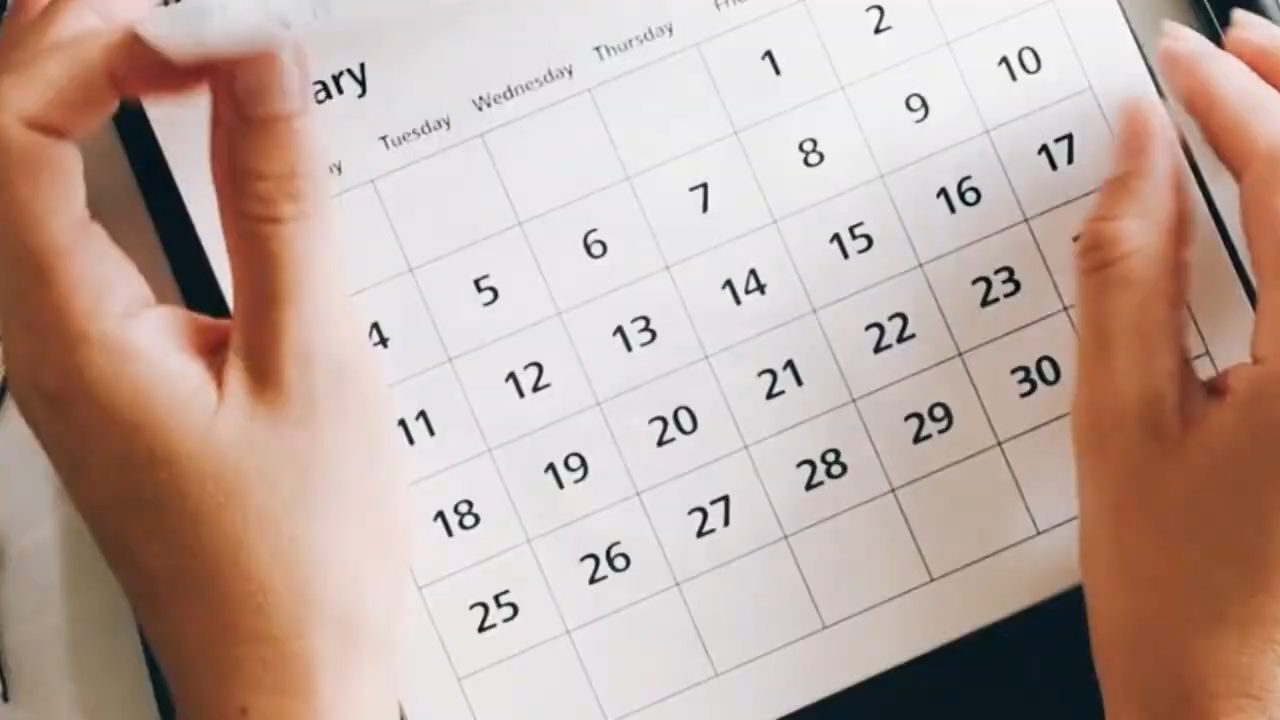 ary
y Tuesday Wednesday Thursday Fri
1 2
4 5 6 7 8 9 10
11 12 13 14 15 16 17
18 19 20 21 22 23
25 26 27 28 29 30